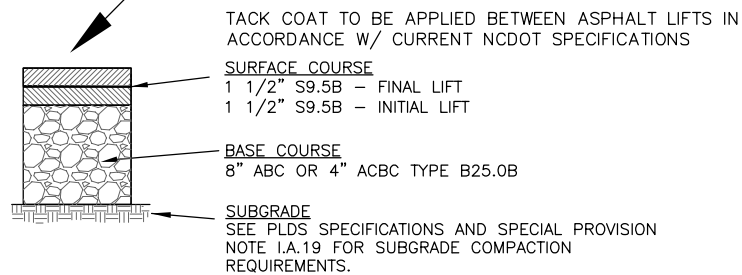 TACK COAT TO BE APPLIED BETWEEN ASPHALT LIFTS IN
ACCORDANCE W/ CURRENT NCDOT SPECIFICATIONS
SURFACE COURSE
1 1/2" S9.5B – FINAL LIFT
1 1/2" S9.5B – INITIAL LIFT
BASE COURSE
8" ABC OR 4" ACBC TYPE B25.0B
SUBGRADE
SEE PLDS SPECIFICATIONS AND SPECIAL PROVISION
NOTE I.A.19 FOR SUBGRADE COMPACTION
REQUIREMENTS.